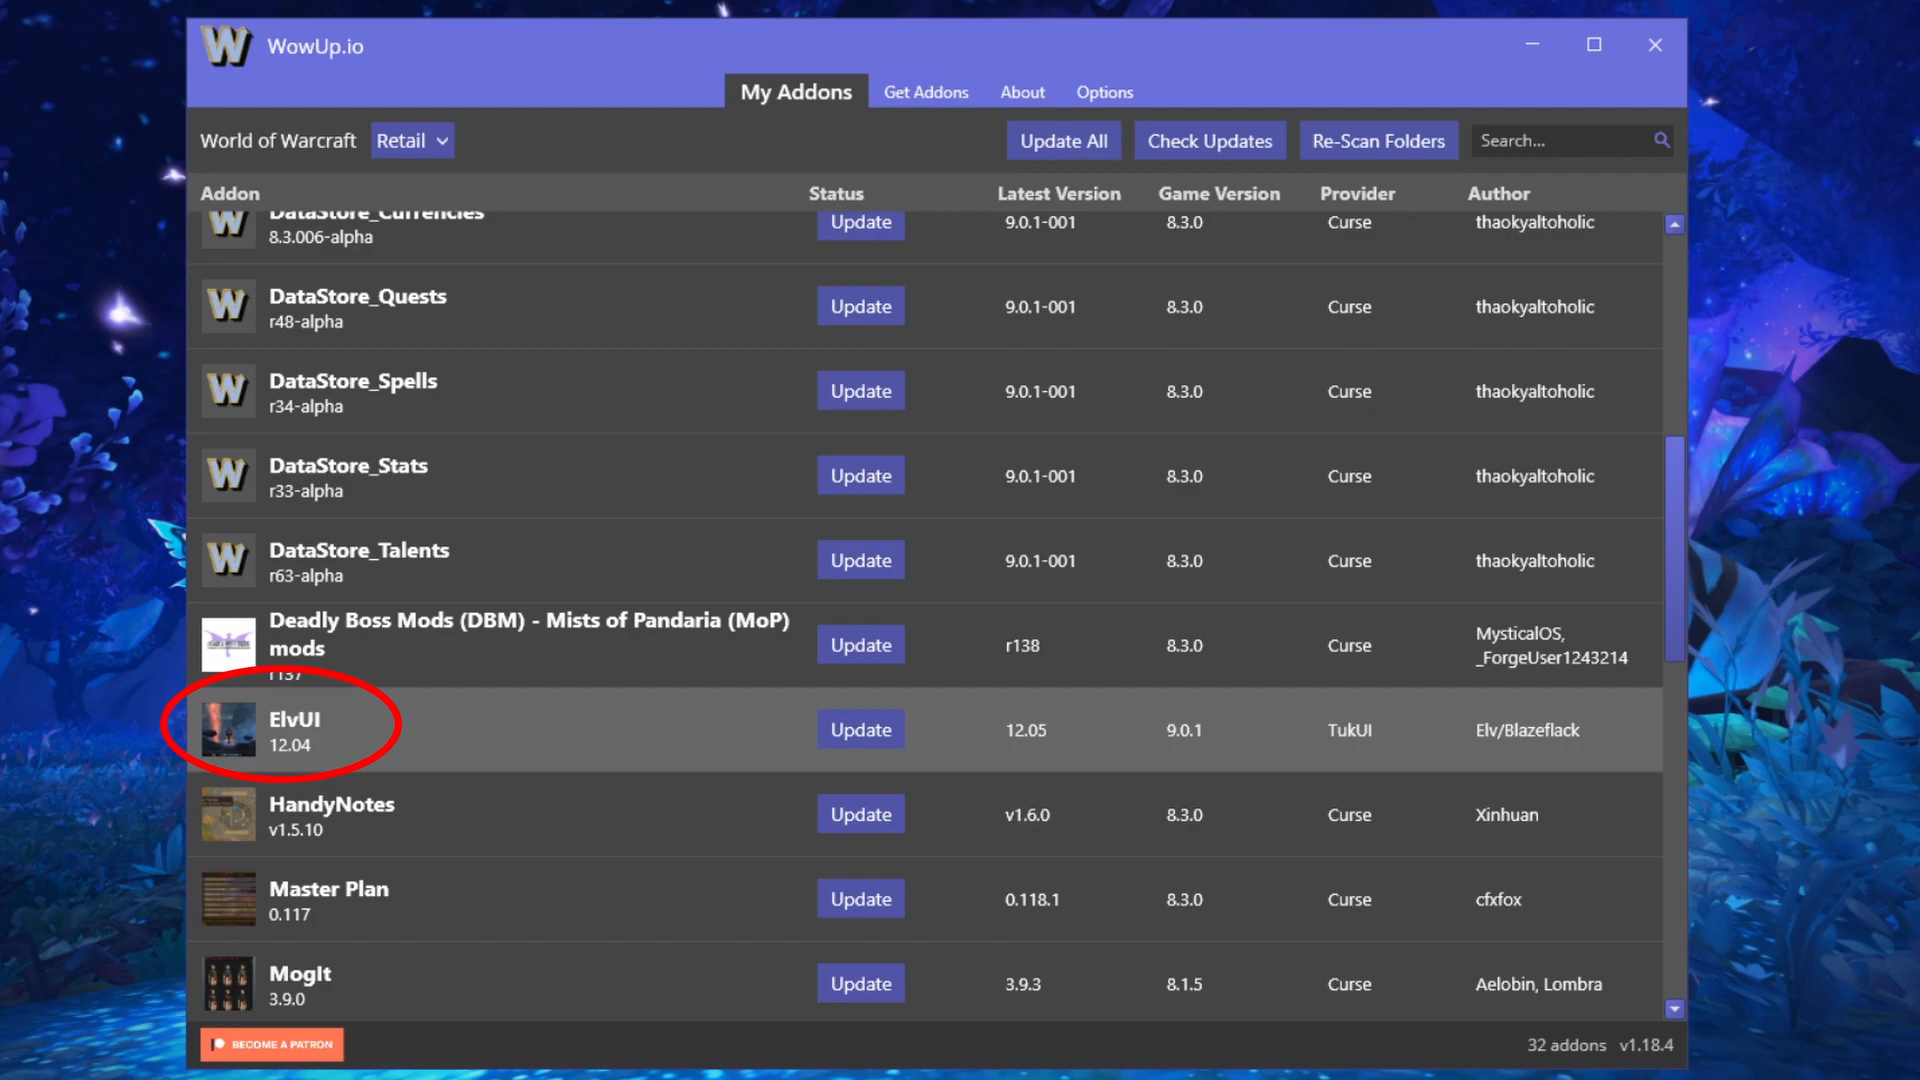 WowUp.io
My Addons Get Addons About Options
World of Warcraft Retail Update All Check Updates Re-Scan Folders Search...
Addon Status Latest Version Game Version Provider Author
DataStore_Currencies
8.3.006-alpha Update 9.0.1-001 8.3.0 Curse thaokyaltoholic
DataStore_Quests
r48-alpha Update 9.0.1-001 8.3.0 Curse thaokyaltoholic
DataStore_Spells
r34-alpha Update 9.0.1-001 8.3.0 Curse thaokyaltoholic
DataStore_Stats
r33-alpha Update 9.0.1-001 8.3.0 Curse thaokyaltoholic
DataStore_Talents
r63-alpha Update 9.0.1-001 8.3.0 Curse thaokyaltoholic
Deadly Boss Mods (DBM) - Mists of Pandaria (MoP)
mods
r137 Update r138 8.3.0 Curse MysticalOS,
_ForgeUser1243214
ElvUI
12.04 Update 12.05 9.0.1 TukUI Elv/Blazeflack
HandyNotes
v1.5.10 Update v1.6.0 8.3.0 Curse Xinhuan
Master Plan
0.117 Update 0.118.1 8.3.0 Curse cfxfox
MogIt
3.9.0 Update 3.9.3 8.1.5 Curse Aelobin, Lombra
BECOME A PATRON 32 addons v1.18.4